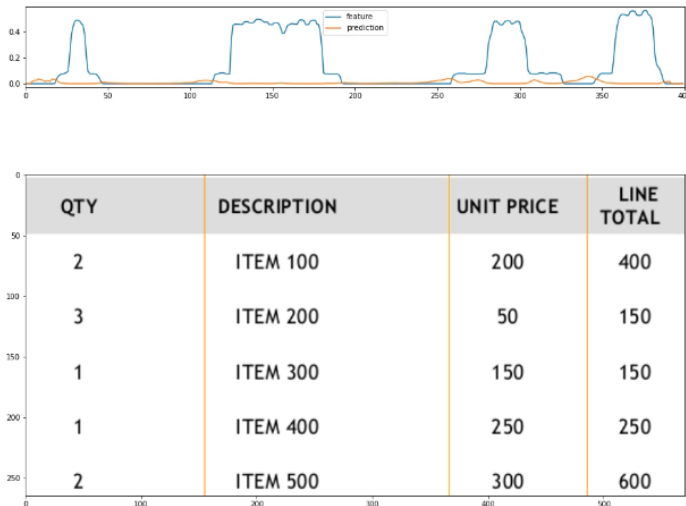 feature
prediction
0.4
0.2
0.0
0 50 100 150 200 250 300 350 400
0
50
100
150
200
250
QTY DESCRIPTION UNIT PRICE LINE TOTAL
2 ITEM 100 200 400
3 ITEM 200 50 150
1 ITEM 300 150 150
1 ITEM 400 250 250
2 ITEM 500 300 600
0 100 200 300 400 500